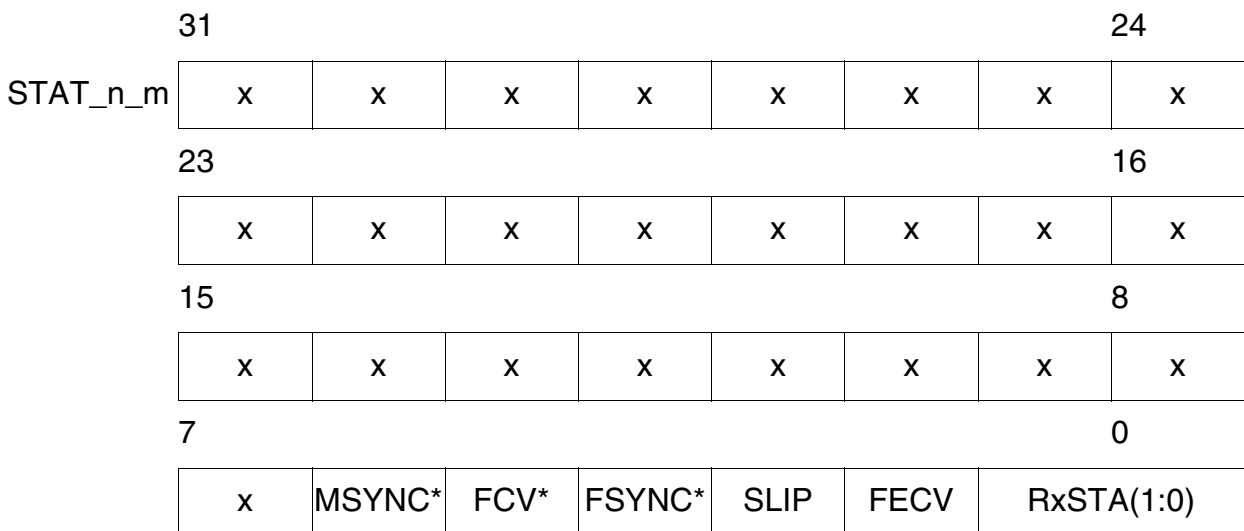 31 24
STAT_n_m x x x x x x x x
23 16
x x x x x x x x
15 8
x x x x x x x x
7 0
x MSYNC* FCV* FSYNC* SLIP FECV RxSTA(1:0)